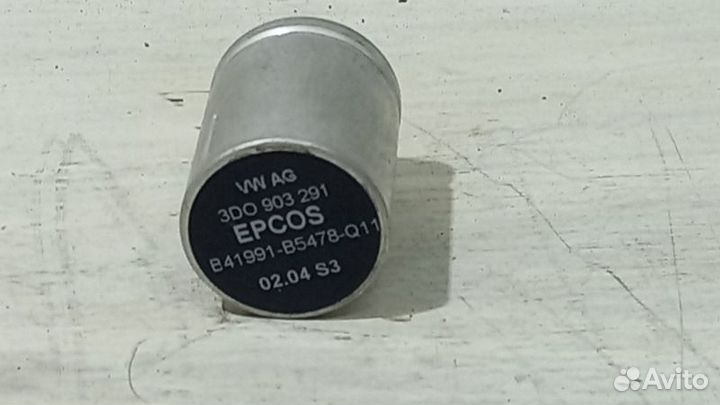 VW AG
3D0 903 291
EPCOS
B41991-B5478-Q11
02.04 S3
Avito